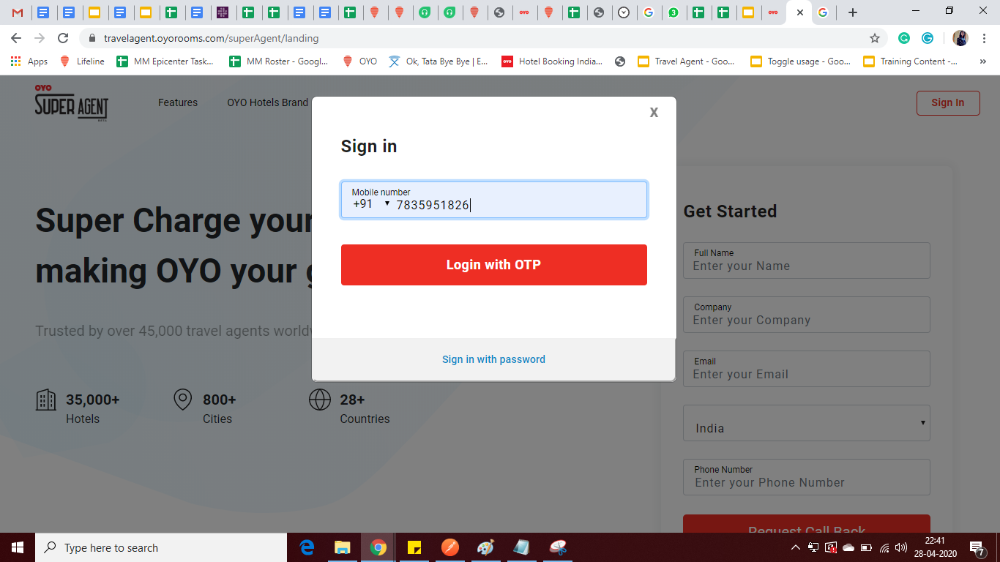 travelagent.oyorooms.com/superAgent/landing
Apps
Lifeline
MM Epicenter Task...
MM Roster - Googl...
OYO
Ok, Tata Bye Bye | E...
Hotel Booking India...
Travel Agent - Goo...
Toggle usage - Goo...
Training Content -...
»
OYO
SUPER AGENT
BETA
Features
OYO Hotels Brand
Sign In
X
Sign in
Mobile number
+91 7835951826
Login with OTP
Sign in with password
Super Charge your
making OYO your g
Trusted by over 45,000 travel agents worldw
35,000+
Hotels
800+
Cities
28+
Countries
Get Started
Full Name
Enter your Name
Company
Enter your Company
Email
Enter your Email
India
Phone Number
Enter your Phone Number
Request Call Back
Type here to search
22:41
28-04-2020
7